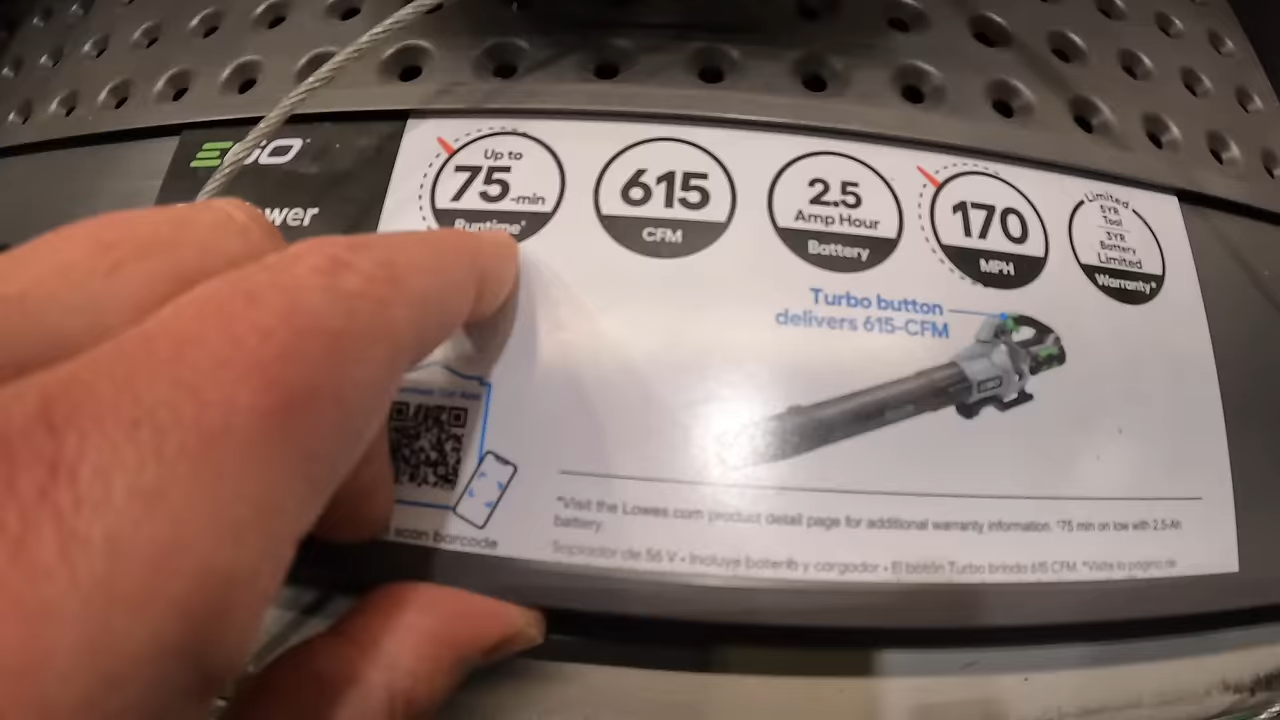 EGO
Up to
75-min
Runtime†
615
CFM
2.5
Amp Hour
Battery
170
MPH
Limited
5YR
Tool
3YR
Battery
Limited
Warranty*
Turbo button
delivers 615-CFM
scan barcode
*Visit the Lowes.com product detail page for additional warranty information. †75 min on low with 2.5-Ah
battery.
Soplador de 56 V • Incluye batería y cargador • El botón Turbo brinda 615 CFM. *Visite la página de